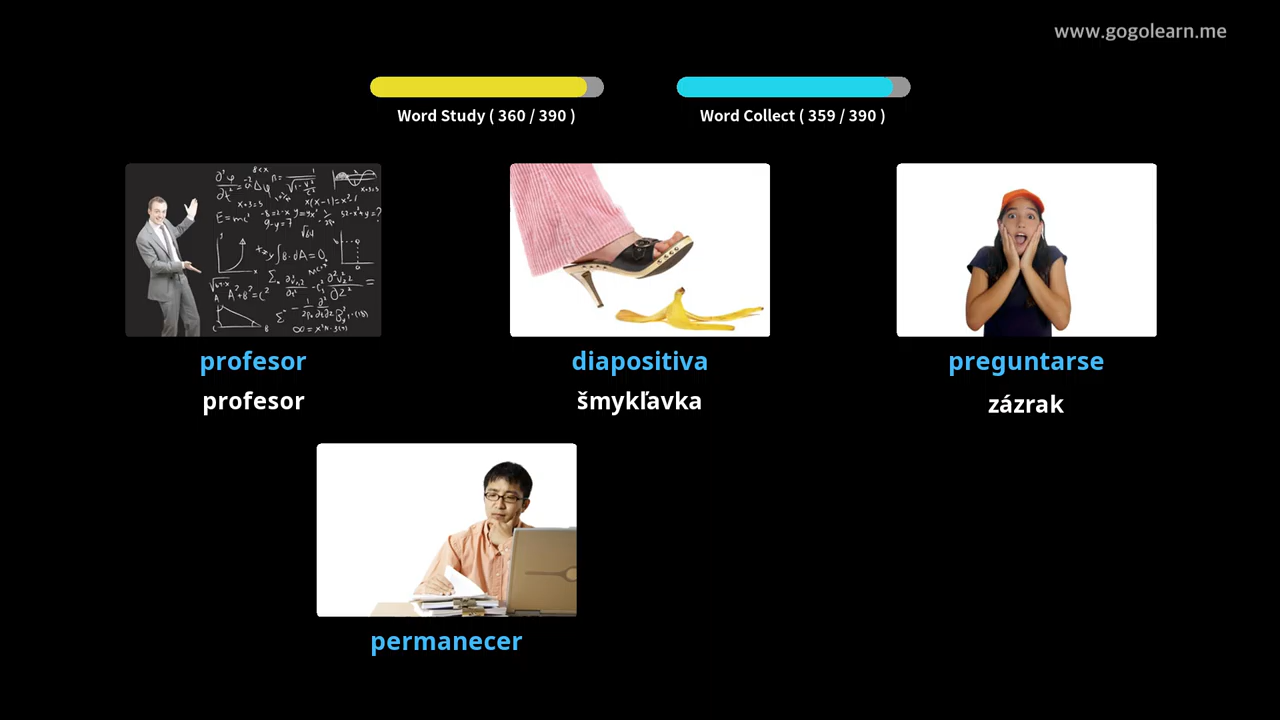 www.gogolearn.me
Word Study ( 360 / 390 )
Word Collect ( 359 / 390 )
profesor
profesor
diapositiva
šmykľavka
preguntarse
zázrak
permanecer